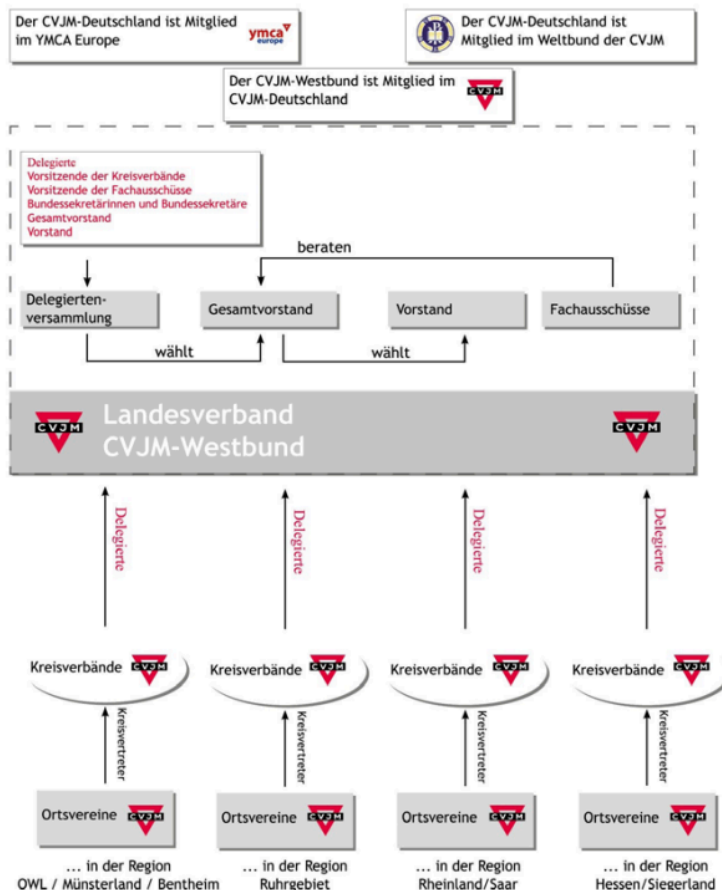 Der CVJM-Deutschland ist Mitglied
im YMCA Europe
ymca
europe
Der CVJM-Deutschland ist
Mitglied im Weltbund der CVJM
Der CVJM-Westbund ist Mitglied im
CVJM-Deutschland
CVJM
Delegierte
Vorsitzende der Kreisverbände
Vorsitzende der Fachausschüsse
Bundessekretärinnen und Bundessekretäre
Gesamtvorstand
Vorstand
beraten
Delegierten-
versammlung
Gesamtvorstand
Vorstand
Fachausschüsse
wählt
wählt
CVJM
Landesverband
CVJM-Westbund
CVJM
Delegierte
Delegierte
Delegierte
Delegierte
Kreisverbände CVJM
Kreisverbände CVJM
Kreisverbände CVJM
Kreisverbände CVJM
Kreisvertreter
Kreisvertreter
Kreisvertreter
Kreisvertreter
Ortsvereine CVJM
Ortsvereine CVJM
Ortsvereine CVJM
Ortsvereine CVJM
... in der Region
OWL / Münsterland / Bentheim
... in der Region
Ruhrgebiet
... in der Region
Rheinland/Saar
... in der Region
Hessen/Siegerland